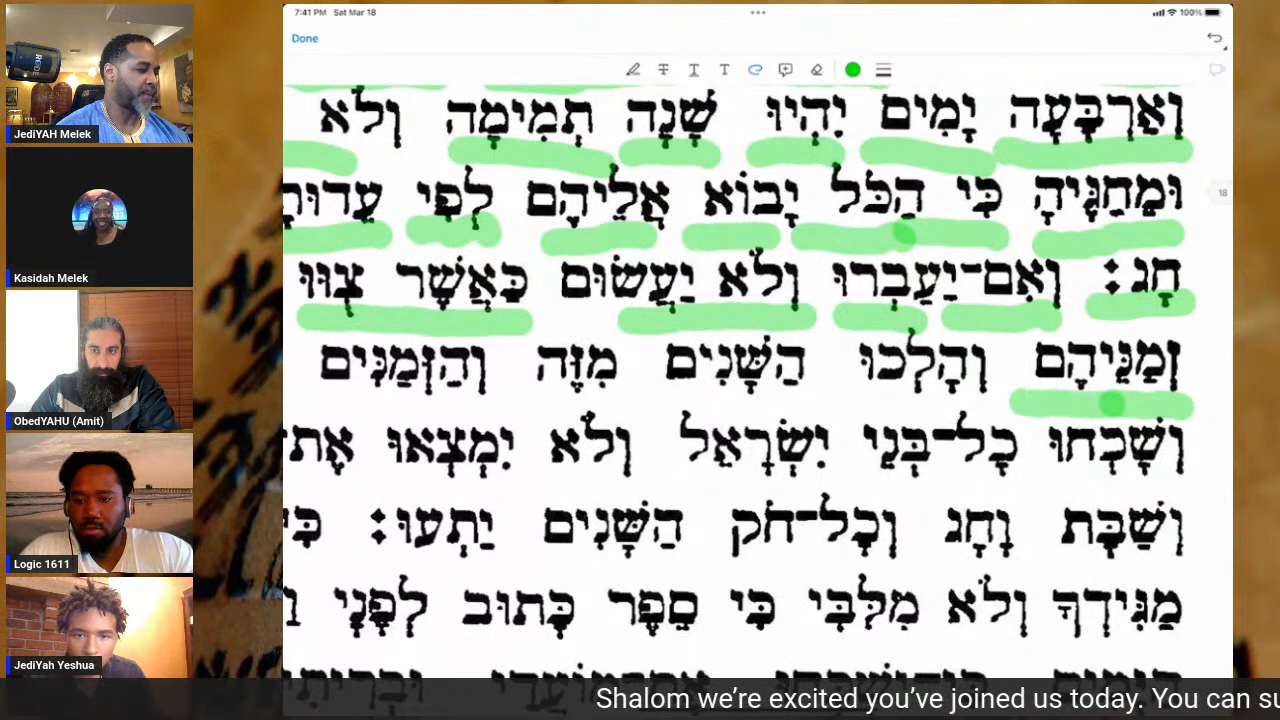 7:41 PM Sat Mar 18
100%
Done
18
וְאַרְבָּעָה יָמִים יִהְיוּ שָׁנָה תְּמִימָה וְלֹא
וּמֵחַגֶּיהָ כִּי הַכֹּל יָבוֹא אֲלֵיהֶם לְפִי
חָג׃ וְאִם־יַעַבְרוּ וְלֹא יַעֲשׂוּם כַּאֲשֶׁר צִוּוּ
זְמַנֵּיהֶם וְהָלְכוּ הַשָּׁנִים מִזֶּה וְהַזְּמַנִּים
וְשָׁכְחוּ כָל־בְּנֵי יִשְׂרָאֵל וְלֹא יִמְצְאוּ אֶת
וְשַׁבָּת וְחָג וְכָל־חֹק הַשָּׁנִים יַתְעוּ׃
מַגִּידְךָ וְלֹא מִלִּבִּי כִּי סֵפֶר כָּתוּב לְפָנַי
JediYAH Melek
Kasidah Melek
ObedYAHU (Amit)
Logic 1611
JediYah Yeshua
Shalom we’re excited you’ve joined us today. You can su